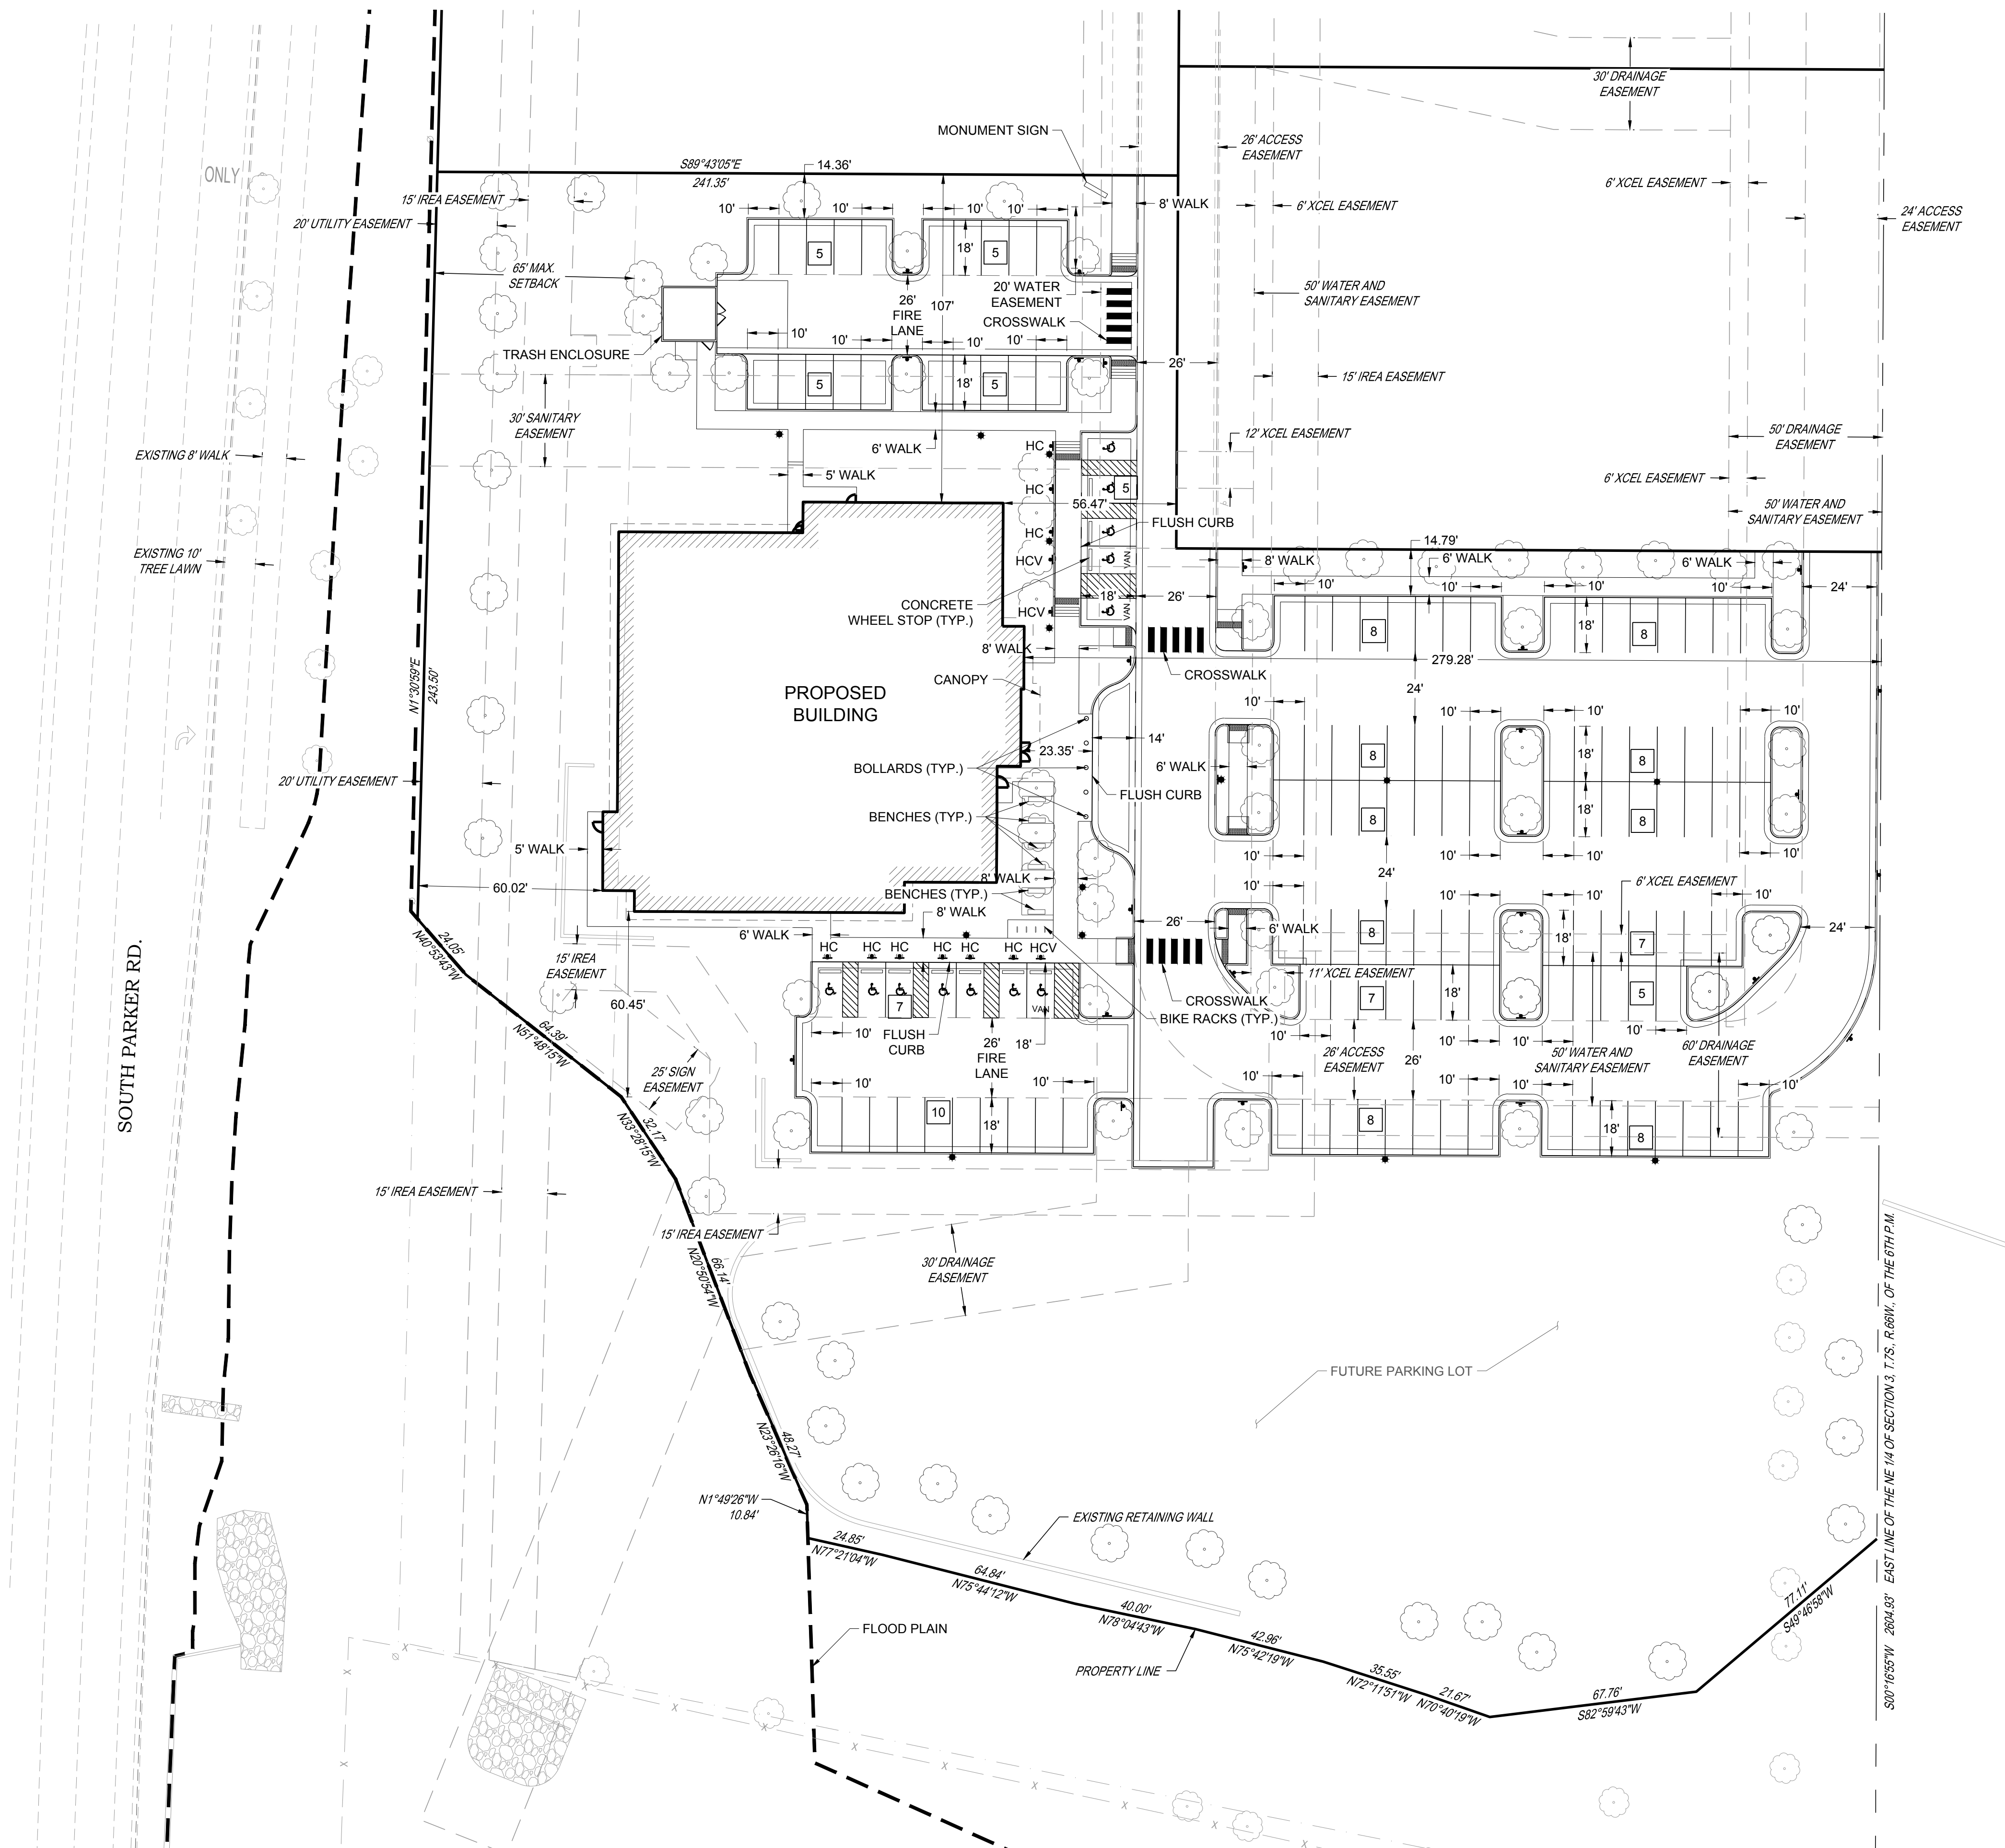 30' DRAINAGE
EASEMENT
MONUMENT SIGN
26' ACCESS
EASEMENT
ONLY
S89°43'05"E
241.35'
14.36'
15' IREA EASEMENT
20' UTILITY EASEMENT
6' XCEL EASEMENT
8' WALK
6' XCEL EASEMENT
24' ACCESS
EASEMENT
10'
10'
10'
10'
5
5
18'
65' MAX.
SETBACK
20' WATER
EASEMENT
50' WATER AND
SANITARY EASEMENT
26'
FIRE
LANE
107'
CROSSWALK
10'
10'
10'
10'
TRASH ENCLOSURE
26'
15' IREA EASEMENT
5
5
18'
30' SANITARY
EASEMENT
12' XCEL EASEMENT
50' DRAINAGE
EASEMENT
EXISTING 8' WALK
6' WALK
HC
5' WALK
HC
5
6' XCEL EASEMENT
56.47'
50' WATER AND
SANITARY EASEMENT
FLUSH CURB
HC
HCV
VAN
14.79'
EXISTING 10'
TREE LAWN
8' WALK
6' WALK
6' WALK
10'
10'
10'
10'
24'
CONCRETE
WHEEL STOP (TYP.)
18'
26'
HCV
VAN
8
8
18'
8' WALK
279.28'
CROSSWALK
CANOPY
24'
N1°30'59"E
243.50'
PROPOSED
BUILDING
10'
10'
10'
10'
14'
23.35'
18'
8
8
BOLLARDS (TYP.)
6' WALK
20' UTILITY EASEMENT
FLUSH CURB
BENCHES (TYP.)
8
8
18'
5' WALK
10'
10'
10'
10'
24'
8' WALK
60.02'
BENCHES (TYP.)
10'
10'
10'
6' XCEL EASEMENT
10'
8' WALK
26'
6' WALK
24'
6' WALK
8
18'
7
HC
HC
HC
HC
HC
HC
HCV
24.05'
N40°53'43"W
15' IREA
EASEMENT
11' XCEL EASEMENT
60.45'
7
VAN
CROSSWALK
BIKE RACKS (TYP.)
7
18'
5
64.39'
N51°48'15"W
10'
FLUSH
CURB
18'
26'
FIRE
LANE
10'
10'
10'
10'
26' ACCESS
EASEMENT
26'
50' WATER AND
SANITARY EASEMENT
60' DRAINAGE
EASEMENT
25' SIGN
EASEMENT
10'
10'
10'
10'
10'
10'
10
18'
8
18'
8
32.17'
N33°28'15"W
SOUTH PARKER RD.
15' IREA EASEMENT
15' IREA EASEMENT
66.14'
N20°50'54"W
30' DRAINAGE
EASEMENT
FUTURE PARKING LOT
48.27'
N23°26'16"W
N1°49'26"W
10.84'
EXISTING RETAINING WALL
24.85'
N77°21'04"W
64.84'
N75°44'12"W
40.00'
N78°04'43"W
42.96'
N75°42'19"W
35.55'
N72°11'51"W
21.67'
N70°40'19"W
67.76'
S82°59'43"W
77.11'
S49°46'58"W
FLOOD PLAIN
PROPERTY LINE
S00°16'55"W 2604.93' EAST LINE OF THE NE 1/4 OF SECTION 3, T.7S., R.66W., OF THE 6TH P.M.
X
X
X
X
X
X
X
X
X
X